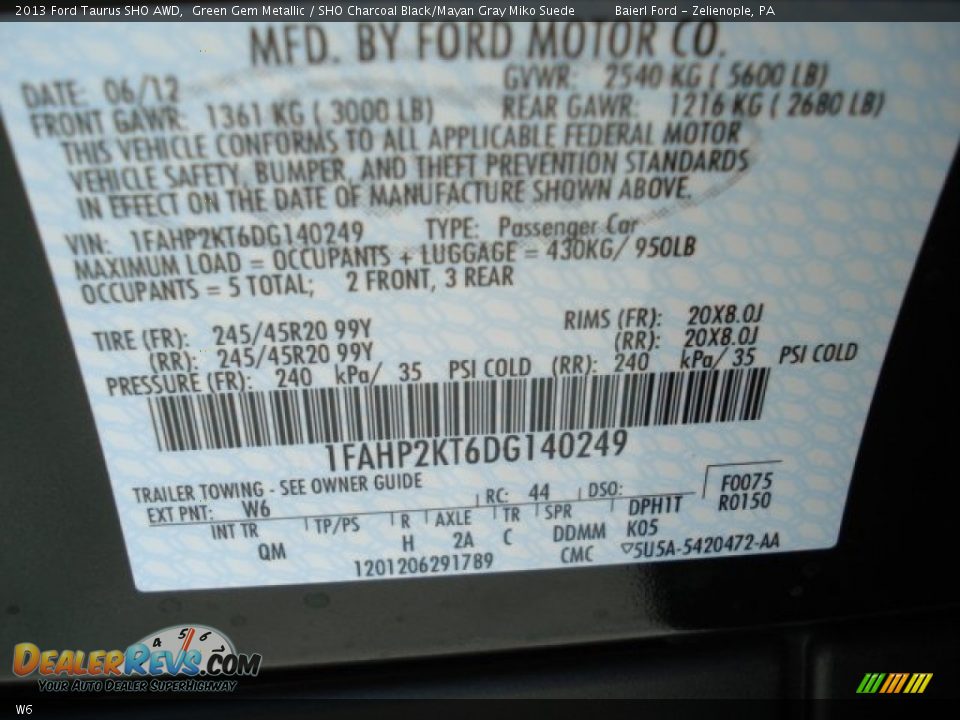 2013 Ford Taurus SHO AWD, Green Gem Metallic / SHO Charcoal Black/Mayan Gray Miko Suede Baierl Ford - Zelienople, PA
MFD. BY FORD MOTOR CO.
DATE: 06/12 GVWR: 2540 KG ( 5600 LB)
FRONT GAWR: 1361 KG ( 3000 LB) REAR GAWR: 1216 KG ( 2680 LB)
THIS VEHICLE CONFORMS TO ALL APPLICABLE FEDERAL MOTOR
VEHICLE SAFETY, BUMPER, AND THEFT PREVENTION STANDARDS
IN EFFECT ON THE DATE OF MANUFACTURE SHOWN ABOVE.
VIN: 1FAHP2KT6DG140249 TYPE: Passenger Car
MAXIMUM LOAD = OCCUPANTS + LUGGAGE = 430KG/ 950LB
OCCUPANTS = 5 TOTAL; 2 FRONT, 3 REAR
TIRE (FR): 245/45R20 99Y RIMS (FR): 20X8.0J
(RR): 245/45R20 99Y (RR): 20X8.0J
PRESSURE (FR): 240 kPa/ 35 PSI COLD (RR): 240 kPa/ 35 PSI COLD
1FAHP2KT6DG140249
TRAILER TOWING - SEE OWNER GUIDE F0075
EXT PNT: W6 RC: 44 DSO: R0150
INT TR TP/PS R AXLE TR SPR DPH1T
QM H 2A C DDMM K05
1201206291789 CMC ▽5U5A-5420472-AA
4 5 6
DEALERREVS.COM
YOUR AUTO DEALER SUPERHIGHWAY
W6